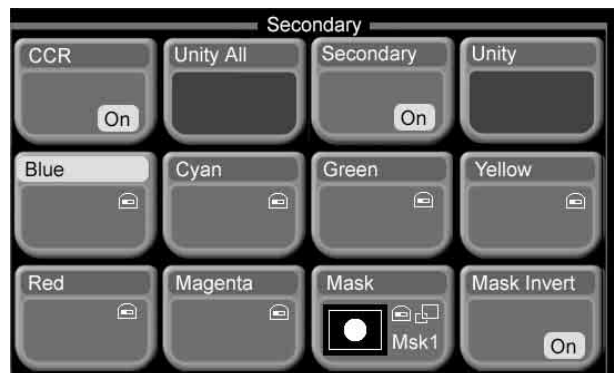 Secondary
CCR Unity All Secondary Unity
On On
Blue Cyan Green Yellow
Red Magenta Mask Mask Invert
Msk1 On